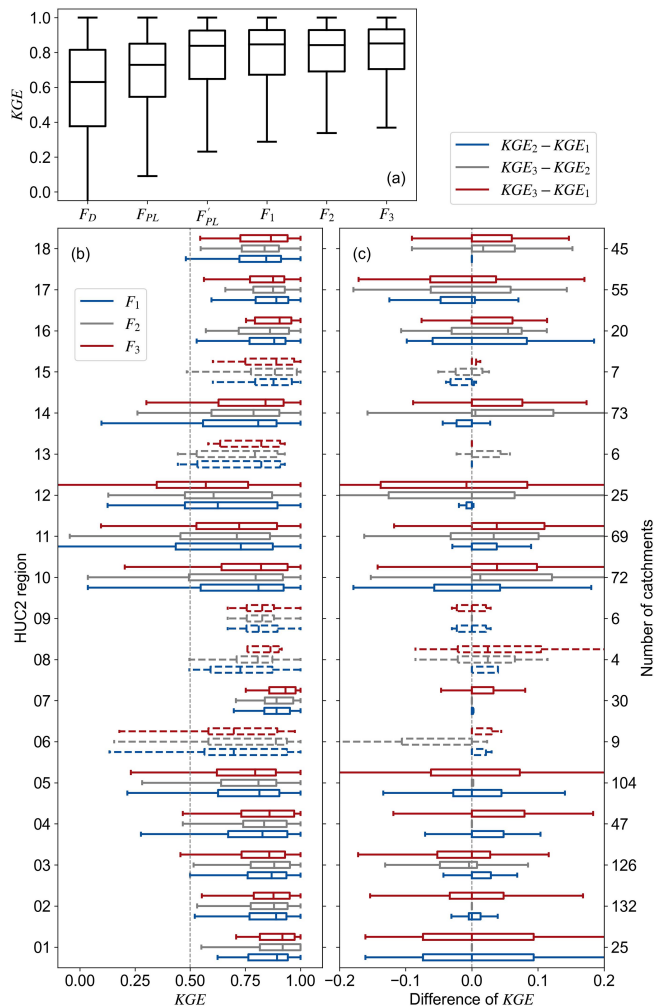 1.0
0.8
0.6
0.4
0.2
0.0
KGE
(a)
F_D F_PL F'_PL F_1 F_2 F_3
KGE_2 − KGE_1
KGE_3 − KGE_2
KGE_3 − KGE_1
(b)
(c)
F_1
F_2
F_3
HUC2 region
Number of catchments
18 45
17 55
16 20
15 7
14 73
13 6
12 25
11 69
10 72
09 6
08 4
07 30
06 9
05 104
04 47
03 126
02 132
01 25
0.00 0.25 0.50 0.75 1.00 −0.2 −0.1 0.0 0.1 0.2
KGE Difference of KGE